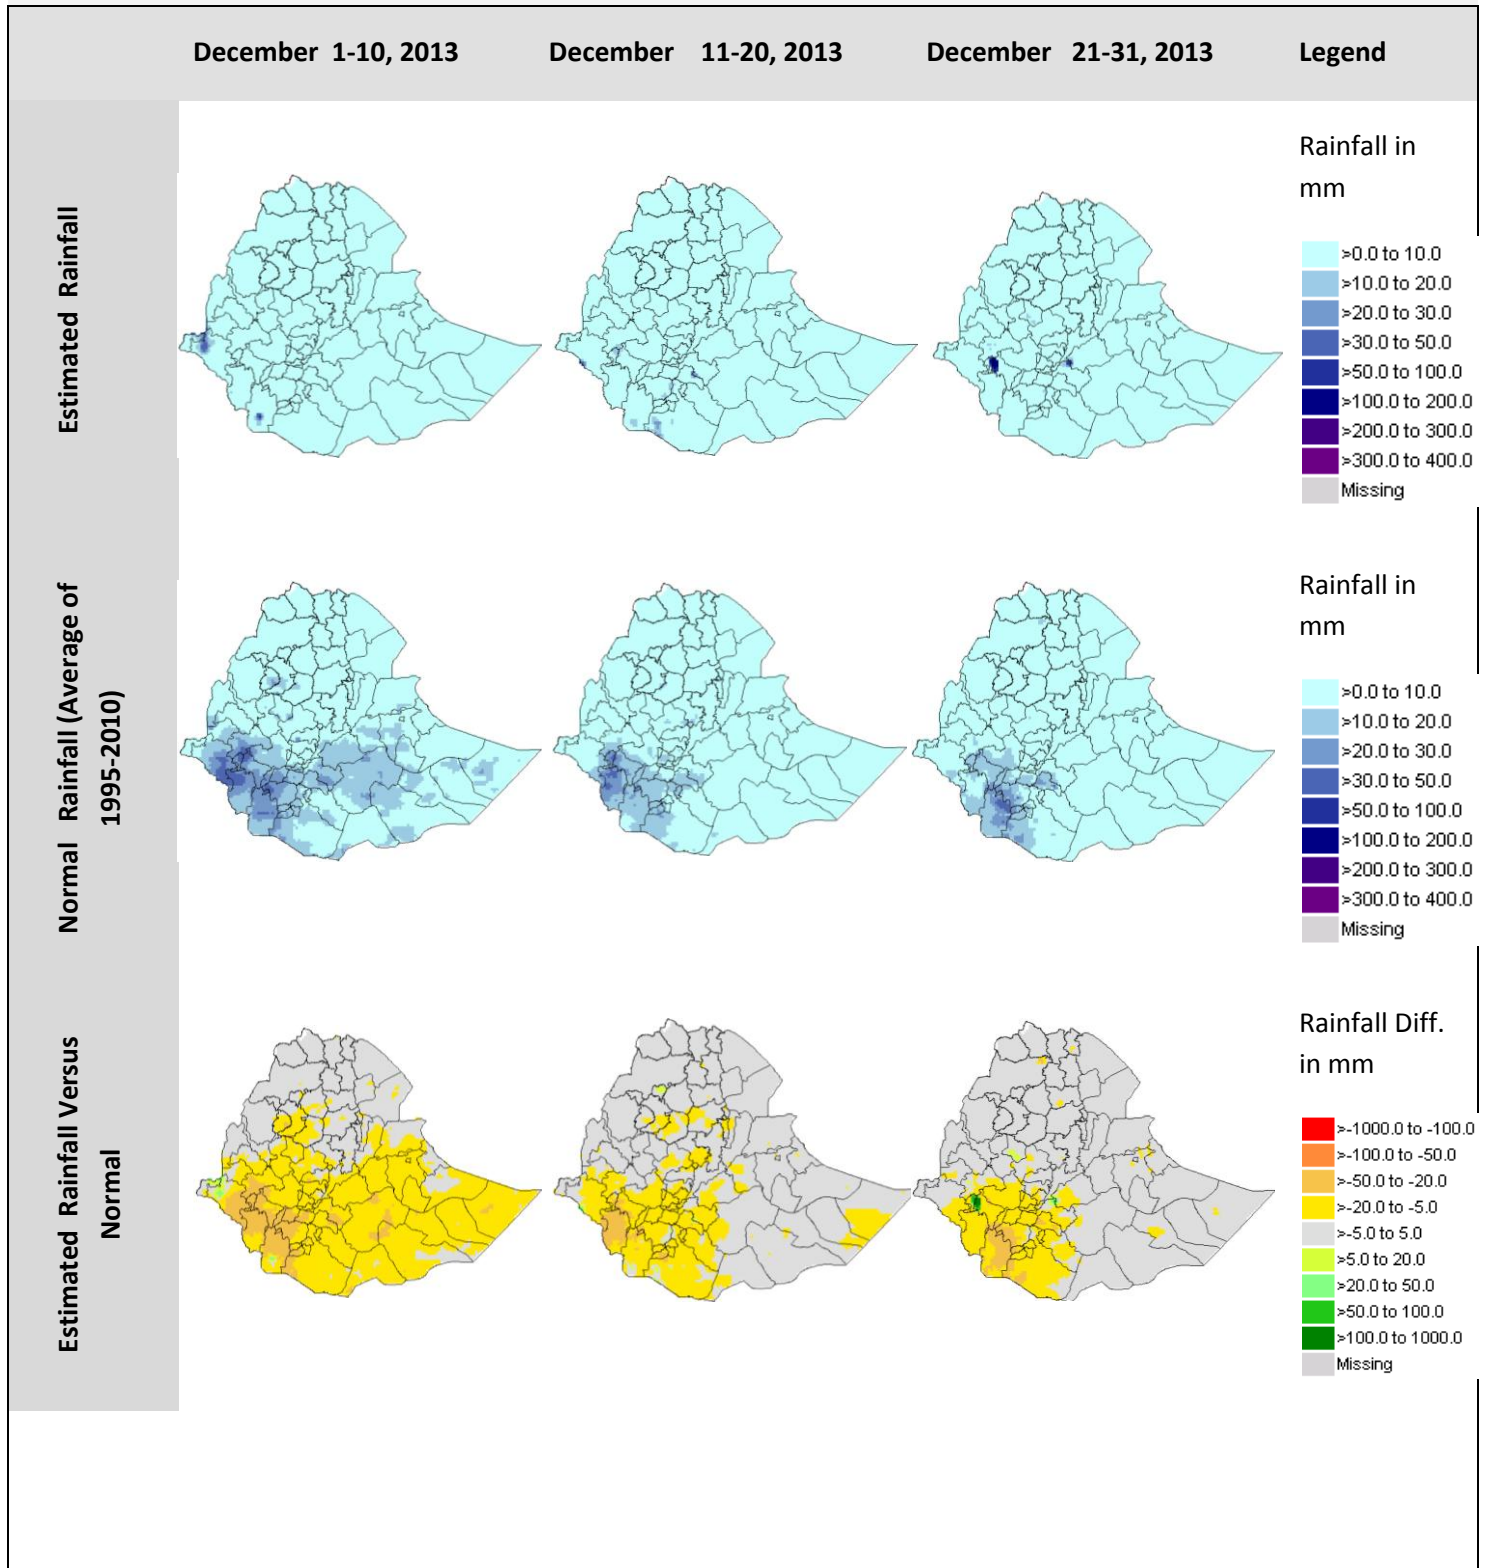 December 1-10, 2013
December 11-20, 2013
December 21-31, 2013
Legend
Estimated Rainfall
Rainfall in
mm
>0.0 to 10.0
>10.0 to 20.0
>20.0 to 30.0
>30.0 to 50.0
>50.0 to 100.0
>100.0 to 200.0
>200.0 to 300.0
>300.0 to 400.0
Missing
Normal Rainfall (Average of
1995-2010)
Rainfall in
mm
>0.0 to 10.0
>10.0 to 20.0
>20.0 to 30.0
>30.0 to 50.0
>50.0 to 100.0
>100.0 to 200.0
>200.0 to 300.0
>300.0 to 400.0
Missing
Estimated Rainfall Versus
Normal
Rainfall Diff.
in mm
>-1000.0 to -100.0
>-100.0 to -50.0
>-50.0 to -20.0
>-20.0 to -5.0
>-5.0 to 5.0
>5.0 to 20.0
>20.0 to 50.0
>50.0 to 100.0
>100.0 to 1000.0
Missing